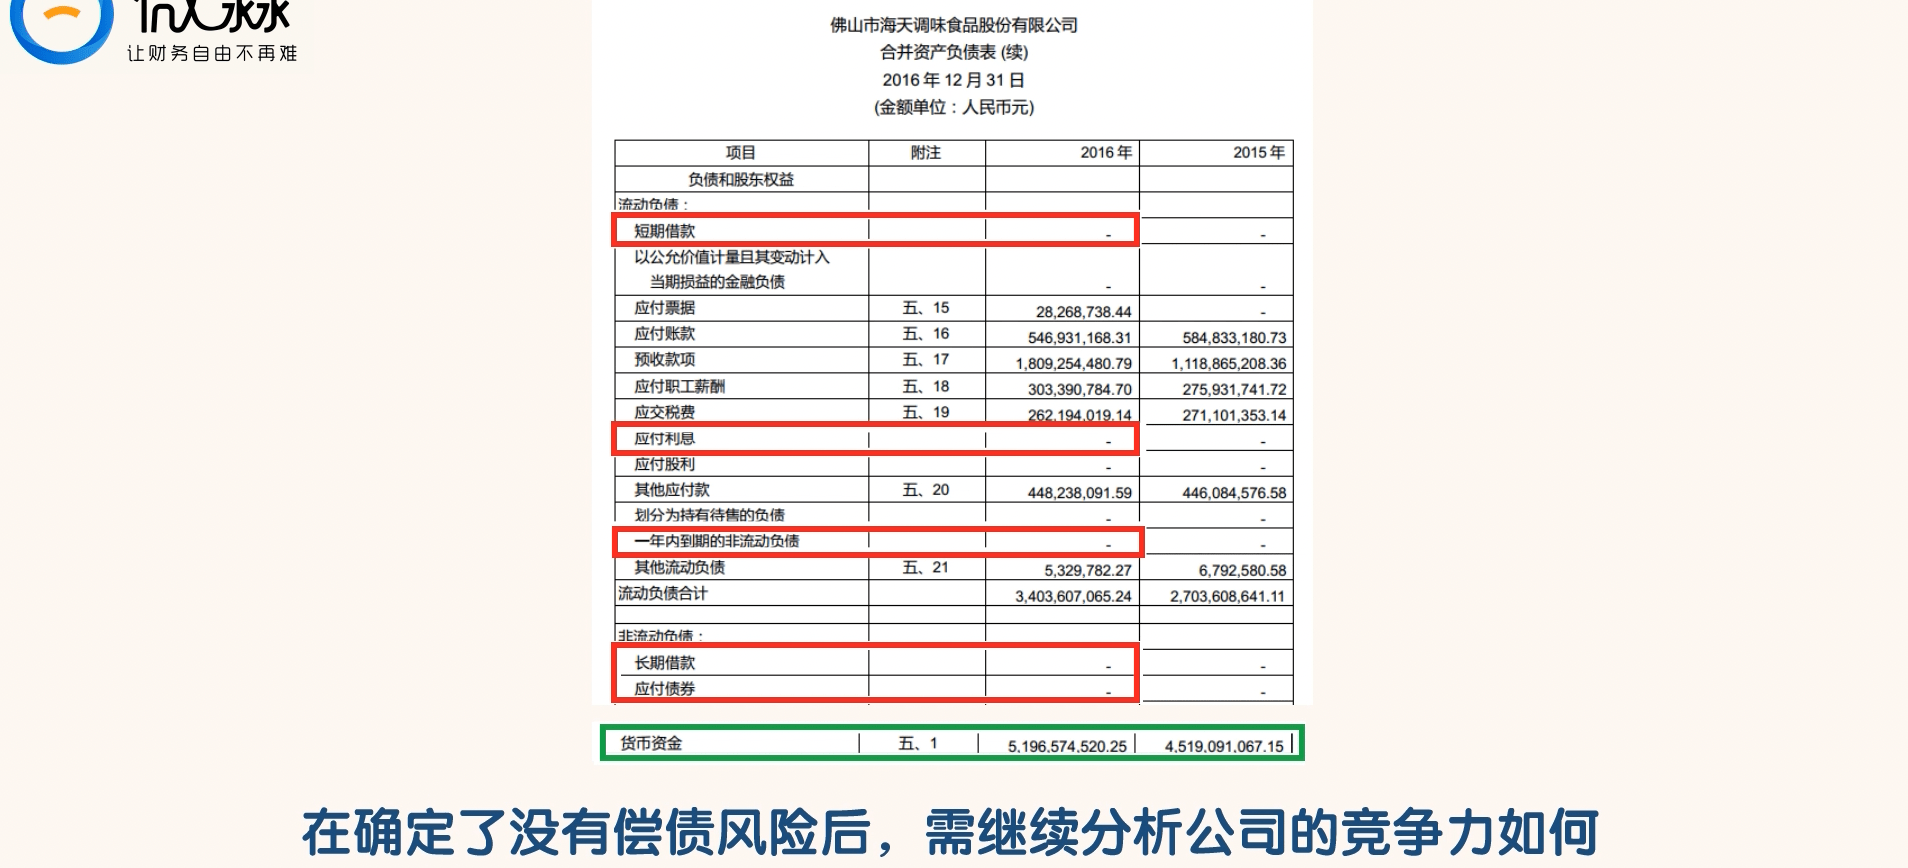 让财务自由不再难
佛山市海天调味食品股份有限公司
合并资产负债表 (续)
2016 年 12 月 31 日
(金额单位：人民币元)
项目 附注 2016 年 2015 年
负债和股东权益
流动负债：
短期借款 - -
以公允价值计量且其变动计入
当期损益的金融负债 - -
应付票据 五、15 28,268,738.44 -
应付账款 五、16 546,931,168.31 584,833,180.73
预收款项 五、17 1,809,254,480.79 1,118,865,208.36
应付职工薪酬 五、18 303,390,784.70 275,931,741.72
应交税费 五、19 262,194,019.14 271,101,353.14
应付利息 - -
应付股利 - -
其他应付款 五、20 448,238,091.59 446,084,576.58
划分为持有待售的负债 - -
一年内到期的非流动负债 - -
其他流动负债 五、21 5,329,782.27 6,792,580.58
流动负债合计 3,403,607,065.24 2,703,608,641.11
非流动负债：
长期借款 - -
应付债券 - -
货币资金 五、1 5,196,574,520.25 4,519,091,067.15
在确定了没有偿债风险后，需继续分析公司的竞争力如何